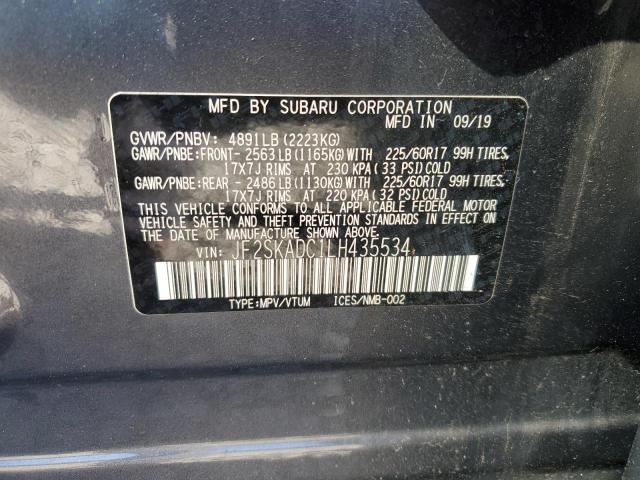 MFD BY SUBARU CORPORATION
MFD IN 09/19
GVWR/PNBV: 4891LB(2223KG)
GAWR/PNBE:FRONT- 2563LB(1165KG)WITH 225/60R17 99H TIRES,
17X7J RIMS AT 230 KPA(33 PSI)COLD
GAWR/PNBE:REAR - 2486LB(1130KG)WITH 225/60R17 99H TIRES,
17X7J RIMS AT 220 KPA(32 PSI)COLD
THIS VEHICLE CONFORMS TO ALL APPLICABLE FEDERAL MOTOR
VEHICLE SAFETY AND THEFT PREVENTION STANDARDS IN EFFECT ON
THE DATE OF MANUFACTURE SHOWN ABOVE.
VIN: JF2SKADC1LH435534
TYPE:MPV/VTUM ICES/NMB-002